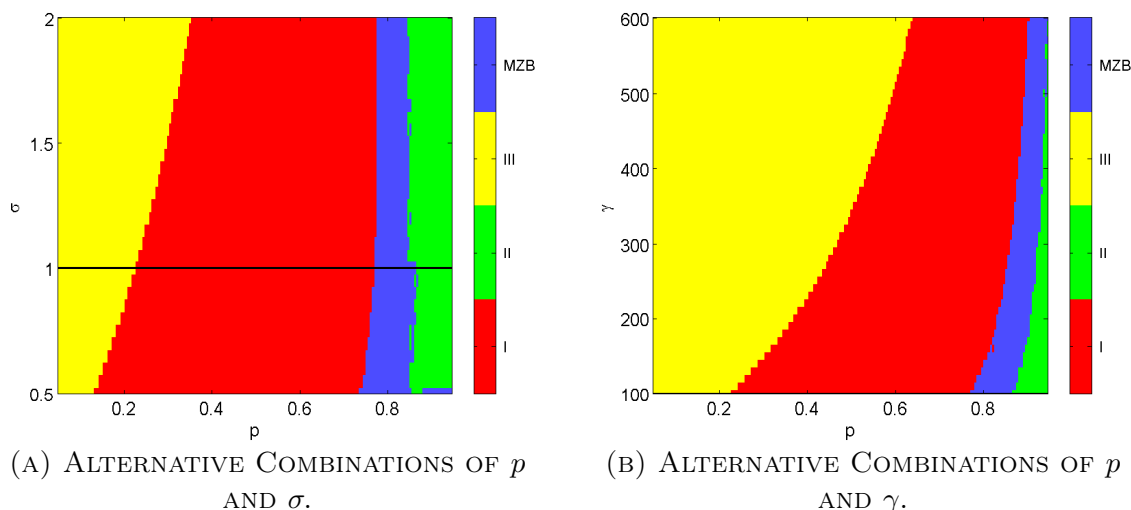 2
1.5
σ
1
0.5
0.2
0.4
0.6
0.8
p
MZB
III
II
I
600
500
400
γ
300
200
100
0.2
0.4
0.6
0.8
p
MZB
III
II
I
(A) Alternative Combinations of p
and σ.
(B) Alternative Combinations of p
and γ.